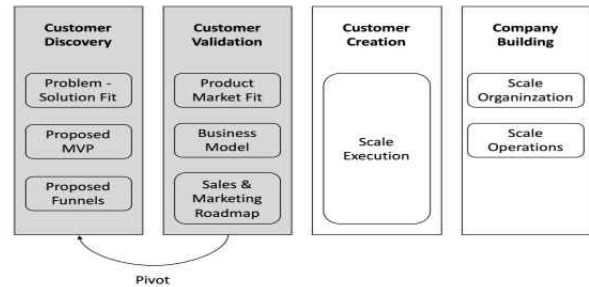 Customer
Discovery
Problem -
Solution Fit
Proposed
MVP
Proposed
Funnels
Customer
Validation
Product
Market Fit
Business
Model
Sales &
Marketing
Roadmap
Customer
Creation
Scale
Execution
Company
Building
Scale
Organinzation
Scale
Operations
Pivot